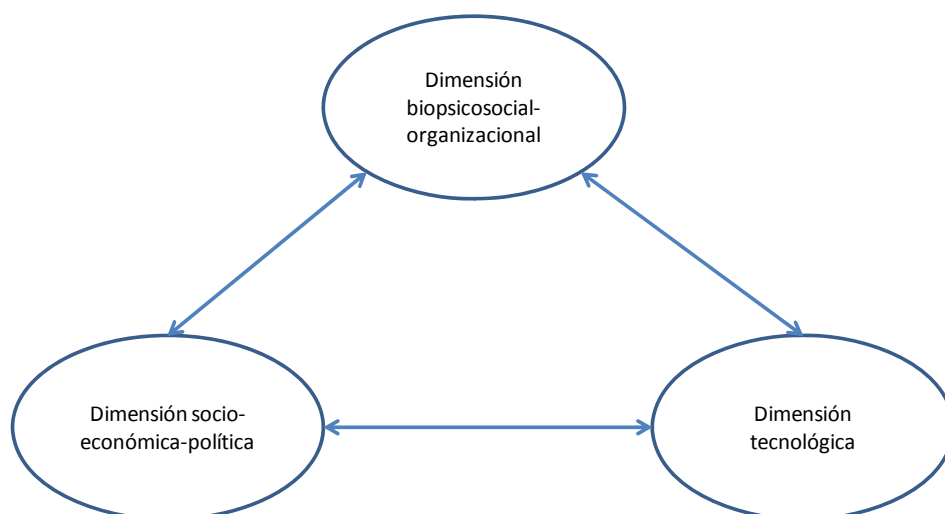 Dimensión
biopsicosocial-
organizacional
Dimensión socio-
económica-política
Dimensión
tecnológica